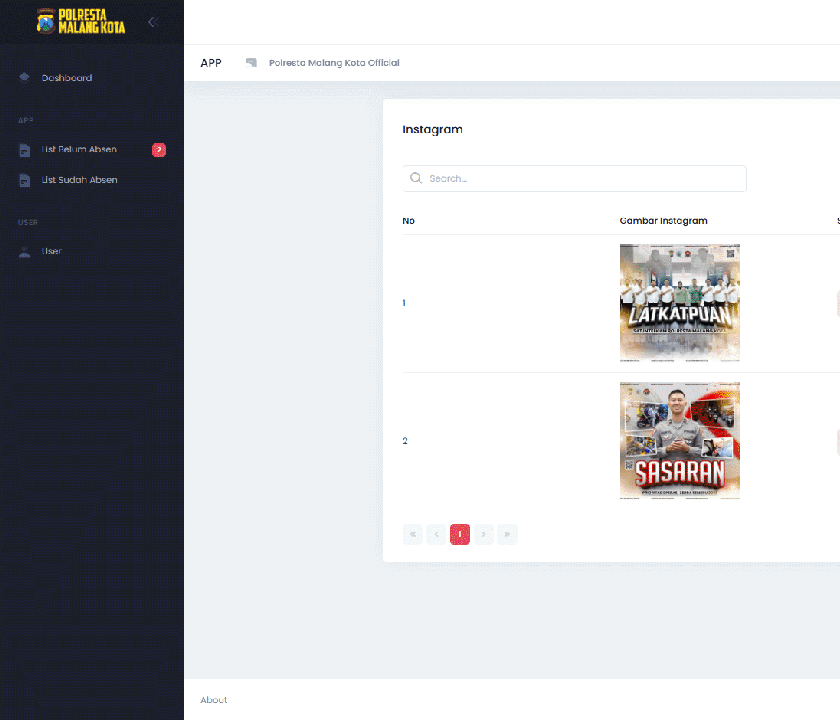 POLRESTA
MALANG KOTA
Dashboard
APP
List Belum Absen 2
List Sudah Absen
USER
User
APP Polresta Malang Kota Official
Instagram
Search...
No Gambar Instagram S
1
LATKATPUAN
2
SASARAN
« ‹ 1 › »
About